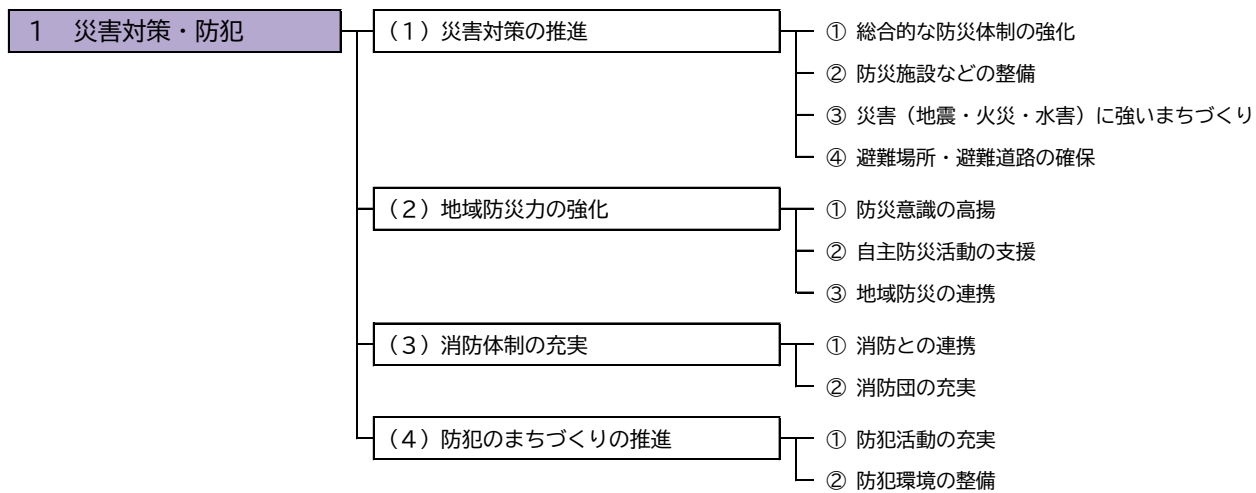 １　災害対策・防犯
（１）災害対策の推進
① 総合的な防災体制の強化
② 防災施設などの整備
③ 災害（地震・火災・水害）に強いまちづくり
④ 避難場所・避難道路の確保
（２）地域防災力の強化
① 防災意識の高揚
② 自主防災活動の支援
③ 地域防災の連携
（３）消防体制の充実
① 消防との連携
② 消防団の充実
（４）防犯のまちづくりの推進
① 防犯活動の充実
② 防犯環境の整備